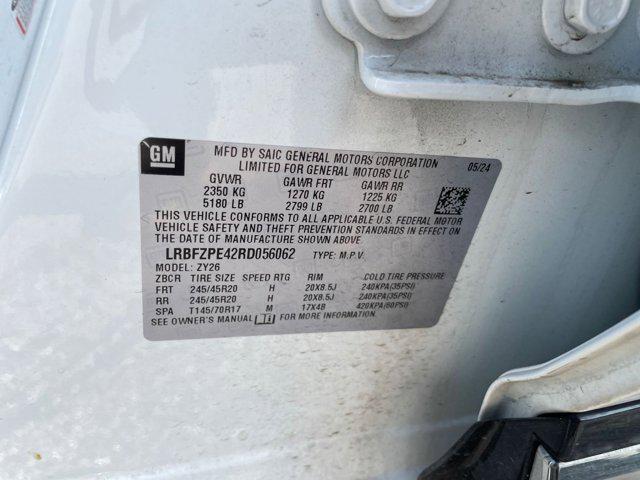 GM
MFD BY SAIC GENERAL MOTORS CORPORATION 05/24
LIMITED FOR GENERAL MOTORS LLC
GVWR GAWR FRT GAWR RR
2350 KG 1270 KG 1225 KG
5180 LB 2799 LB 2700 LB
THIS VEHICLE CONFORMS TO ALL APPLICABLE U.S. FEDERAL MOTOR
VEHICLE SAFETY AND THEFT PREVENTION STANDARDS IN EFFECT ON
THE DATE OF MANUFACTURE SHOWN ABOVE.
LRBFZPE42RD056062 TYPE: M.P.V.
MODEL: ZY26
ZBCR TIRE SIZE SPEED RTG RIM COLD TIRE PRESSURE
FRT 245/45R20 H 20X8.5J 240KPA(35PSI)
RR 245/45R20 H 20X8.5J 240KPA(35PSI)
SPA T145/70R17 M 17X4B 420KPA(60PSI)
SEE OWNER'S MANUAL FOR MORE INFORMATION.